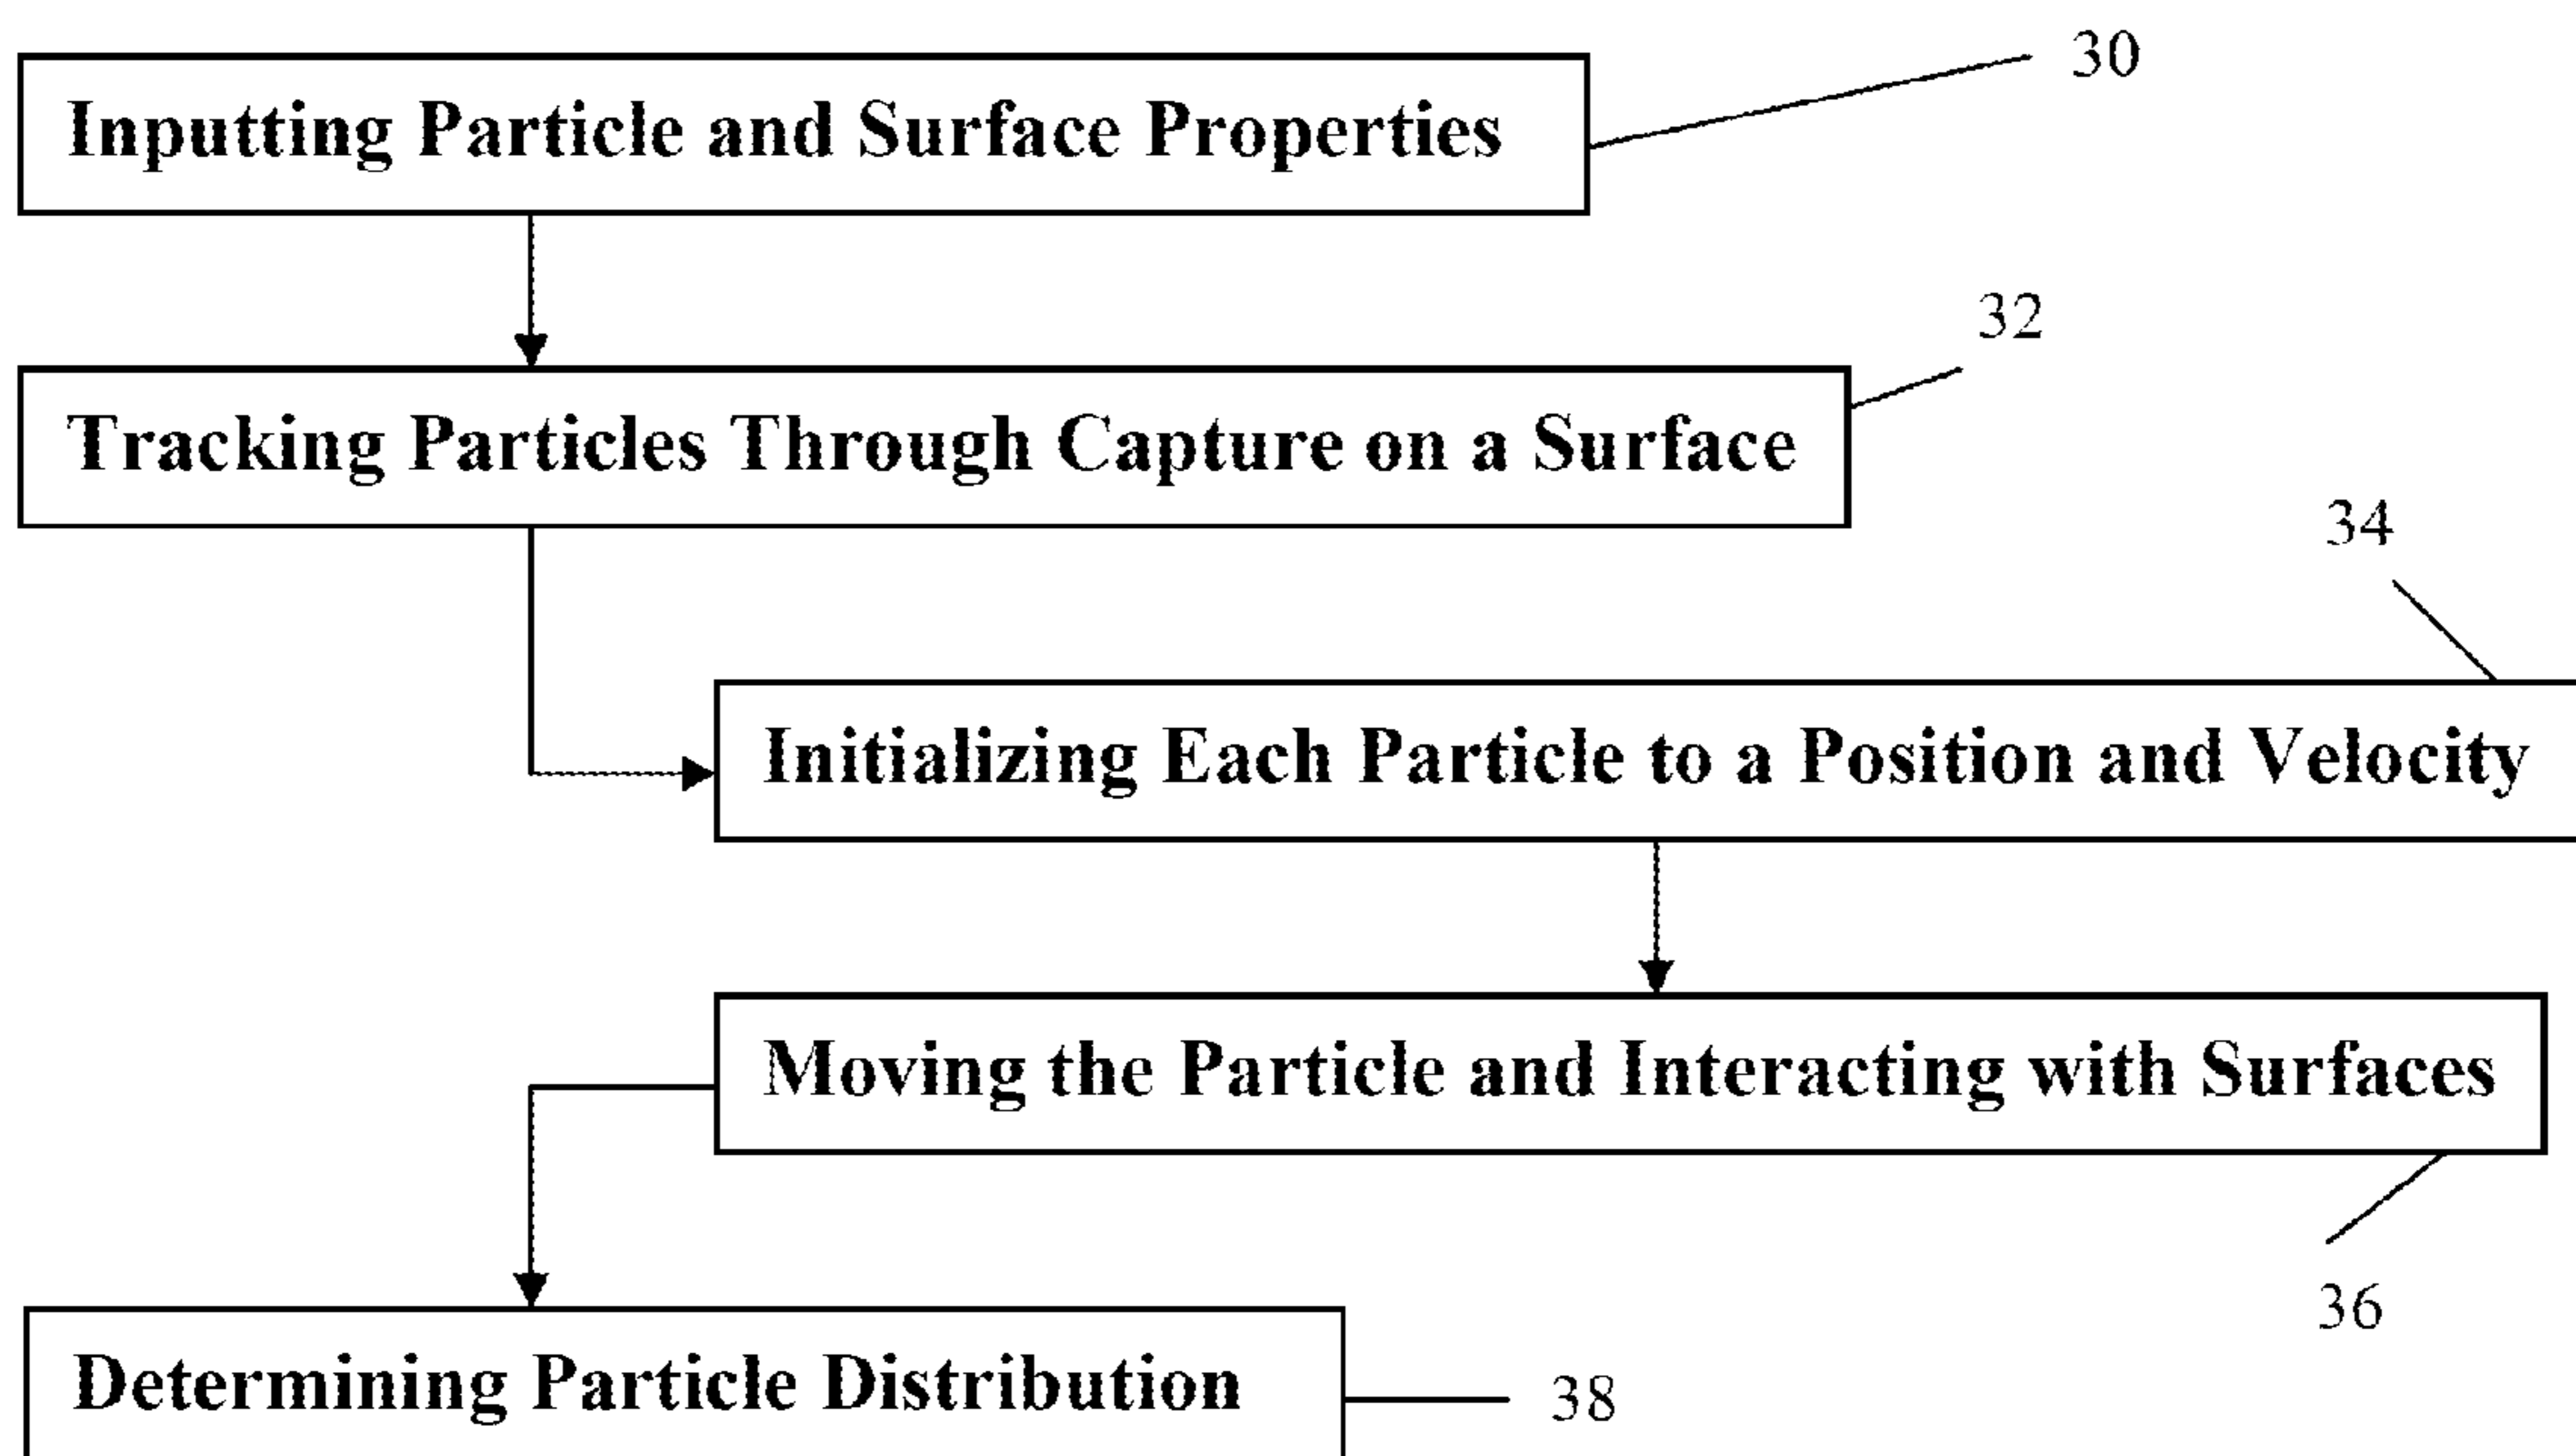 Inputting Particle and Surface Properties
30
Tracking Particles Through Capture on a Surface
32
34
Initializing Each Particle to a Position and Velocity
Moving the Particle and Interacting with Surfaces
36
Determining Particle Distribution
38